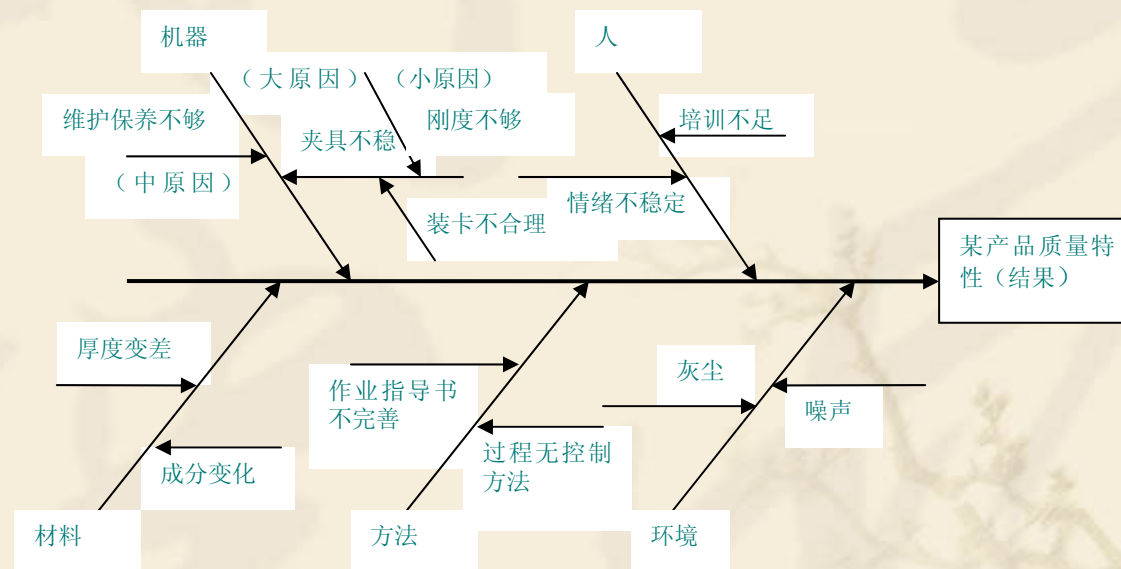 机器
人
（大原因）
（小原因）
维护保养不够
刚度不够
培训不足
夹具不稳
（中原因）
情绪不稳定
装卡不合理
某产品质量特
性（结果）
厚度变差
作业指导书
不完善
灰尘
噪声
成分变化
过程无控制
方法
材料
方法
环境